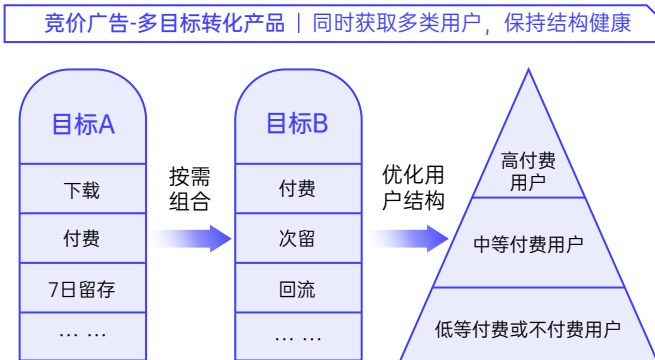 竞价广告-多目标转化产品｜同时获取多类用户，保持结构健康
目标A
下载
付费
7日留存
… …
按需
组合
目标B
付费
次留
回流
… …
优化用
户结构
高付费
用户
中等付费用户
低等付费或不付费用户